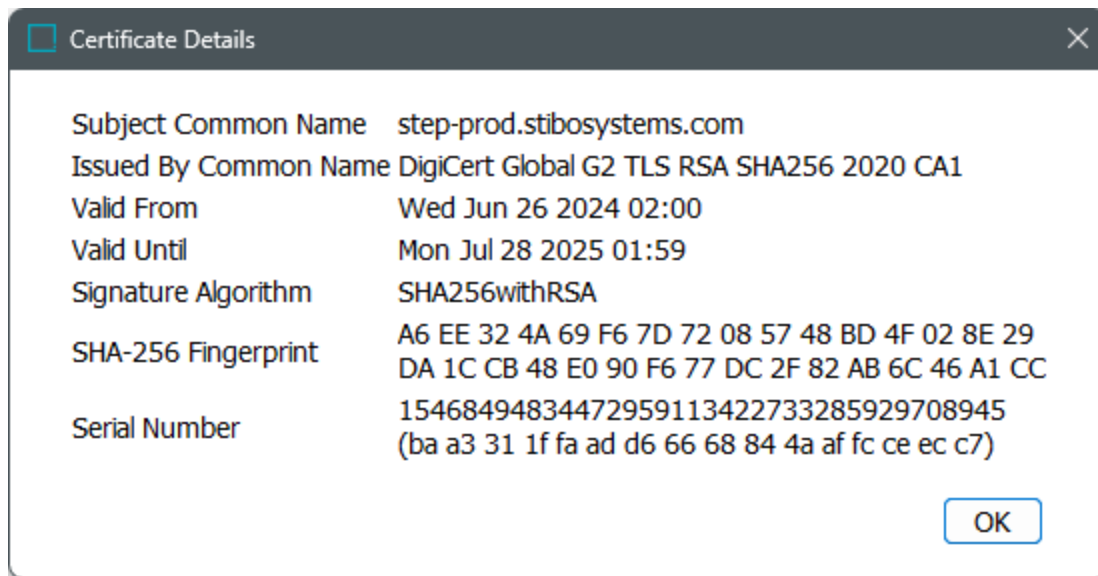 Certificate Details
Subject Common Name step-prod.stibosystems.com
Issued By Common Name DigiCert Global G2 TLS RSA SHA256 2020 CA1
Valid From Wed Jun 26 2024 02:00
Valid Until Mon Jul 28 2025 01:59
Signature Algorithm SHA256withRSA
SHA-256 Fingerprint A6 EE 32 4A 69 F6 7D 72 08 57 48 BD 4F 02 8E 29
DA 1C CB 48 E0 90 F6 77 DC 2F 82 AB 6C 46 A1 CC
Serial Number 15468494834472959113422733285929708945
(ba a3 31 1f fa ad d6 66 68 84 4a af fc ce ec c7)
OK